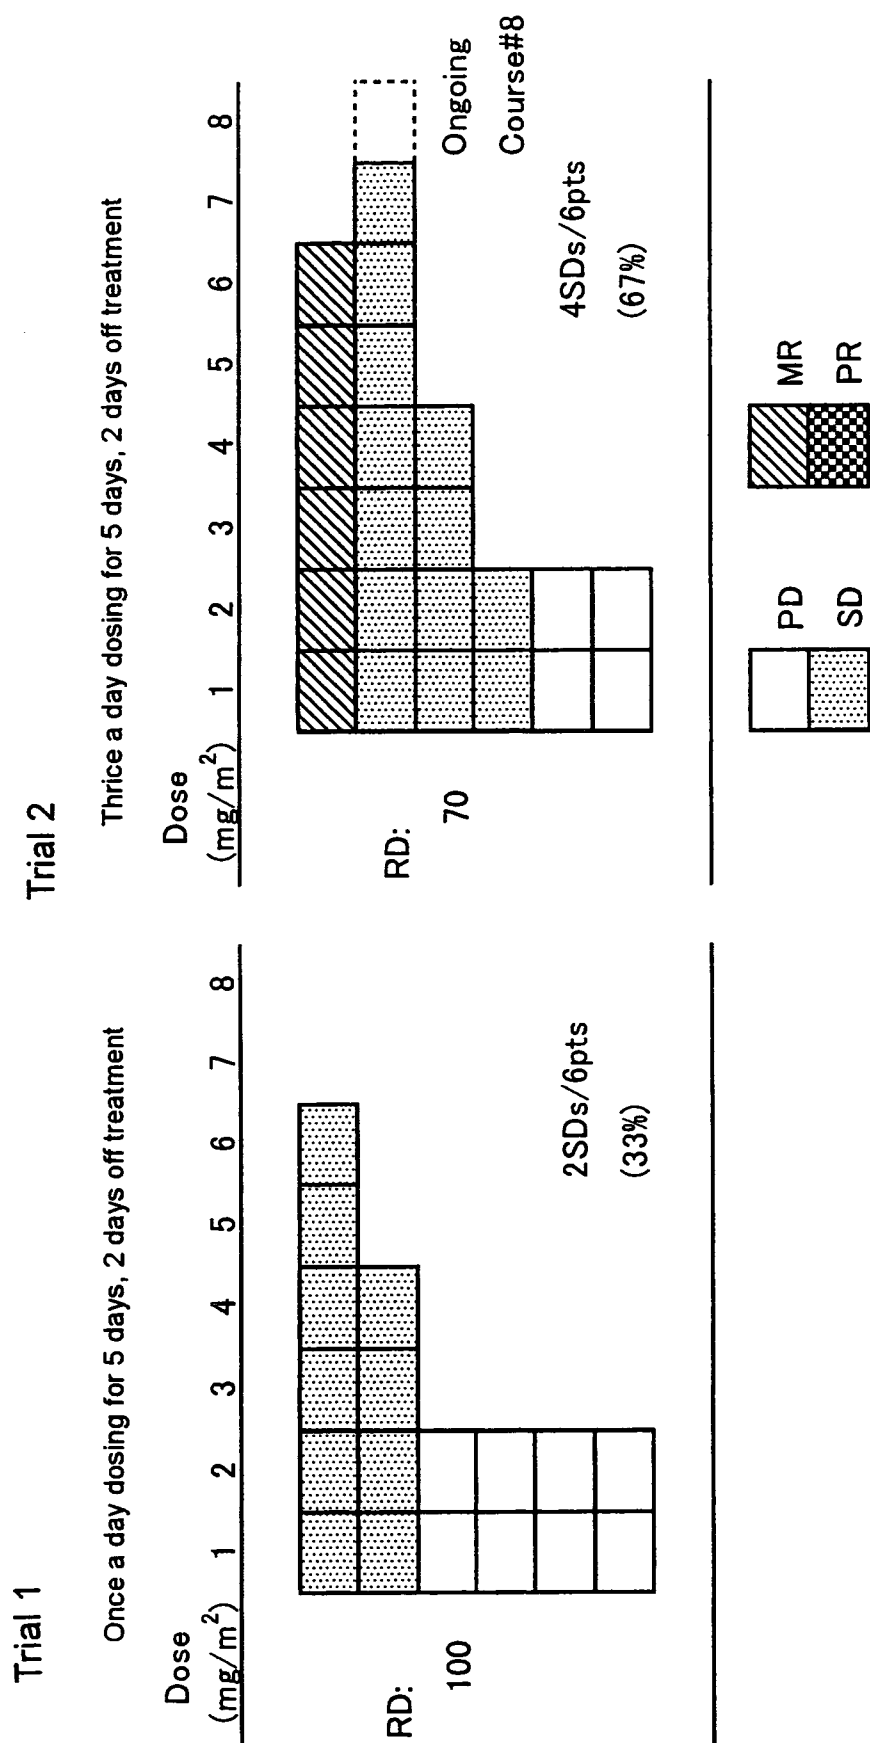 Trial 1
Once a day dosing for 5 days, 2 days off treatment
Dose
(mg/m²) 1 2 3 4 5 6 7 8
RD:
100
2SDs/6pts
(33%)
Trial 2
Thrice a day dosing for 5 days, 2 days off treatment
Dose
(mg/m²) 1 2 3 4 5 6 7 8
RD:
70
Ongoing
Course#8
4SDs/6pts
(67%)
PD MR
SD PR